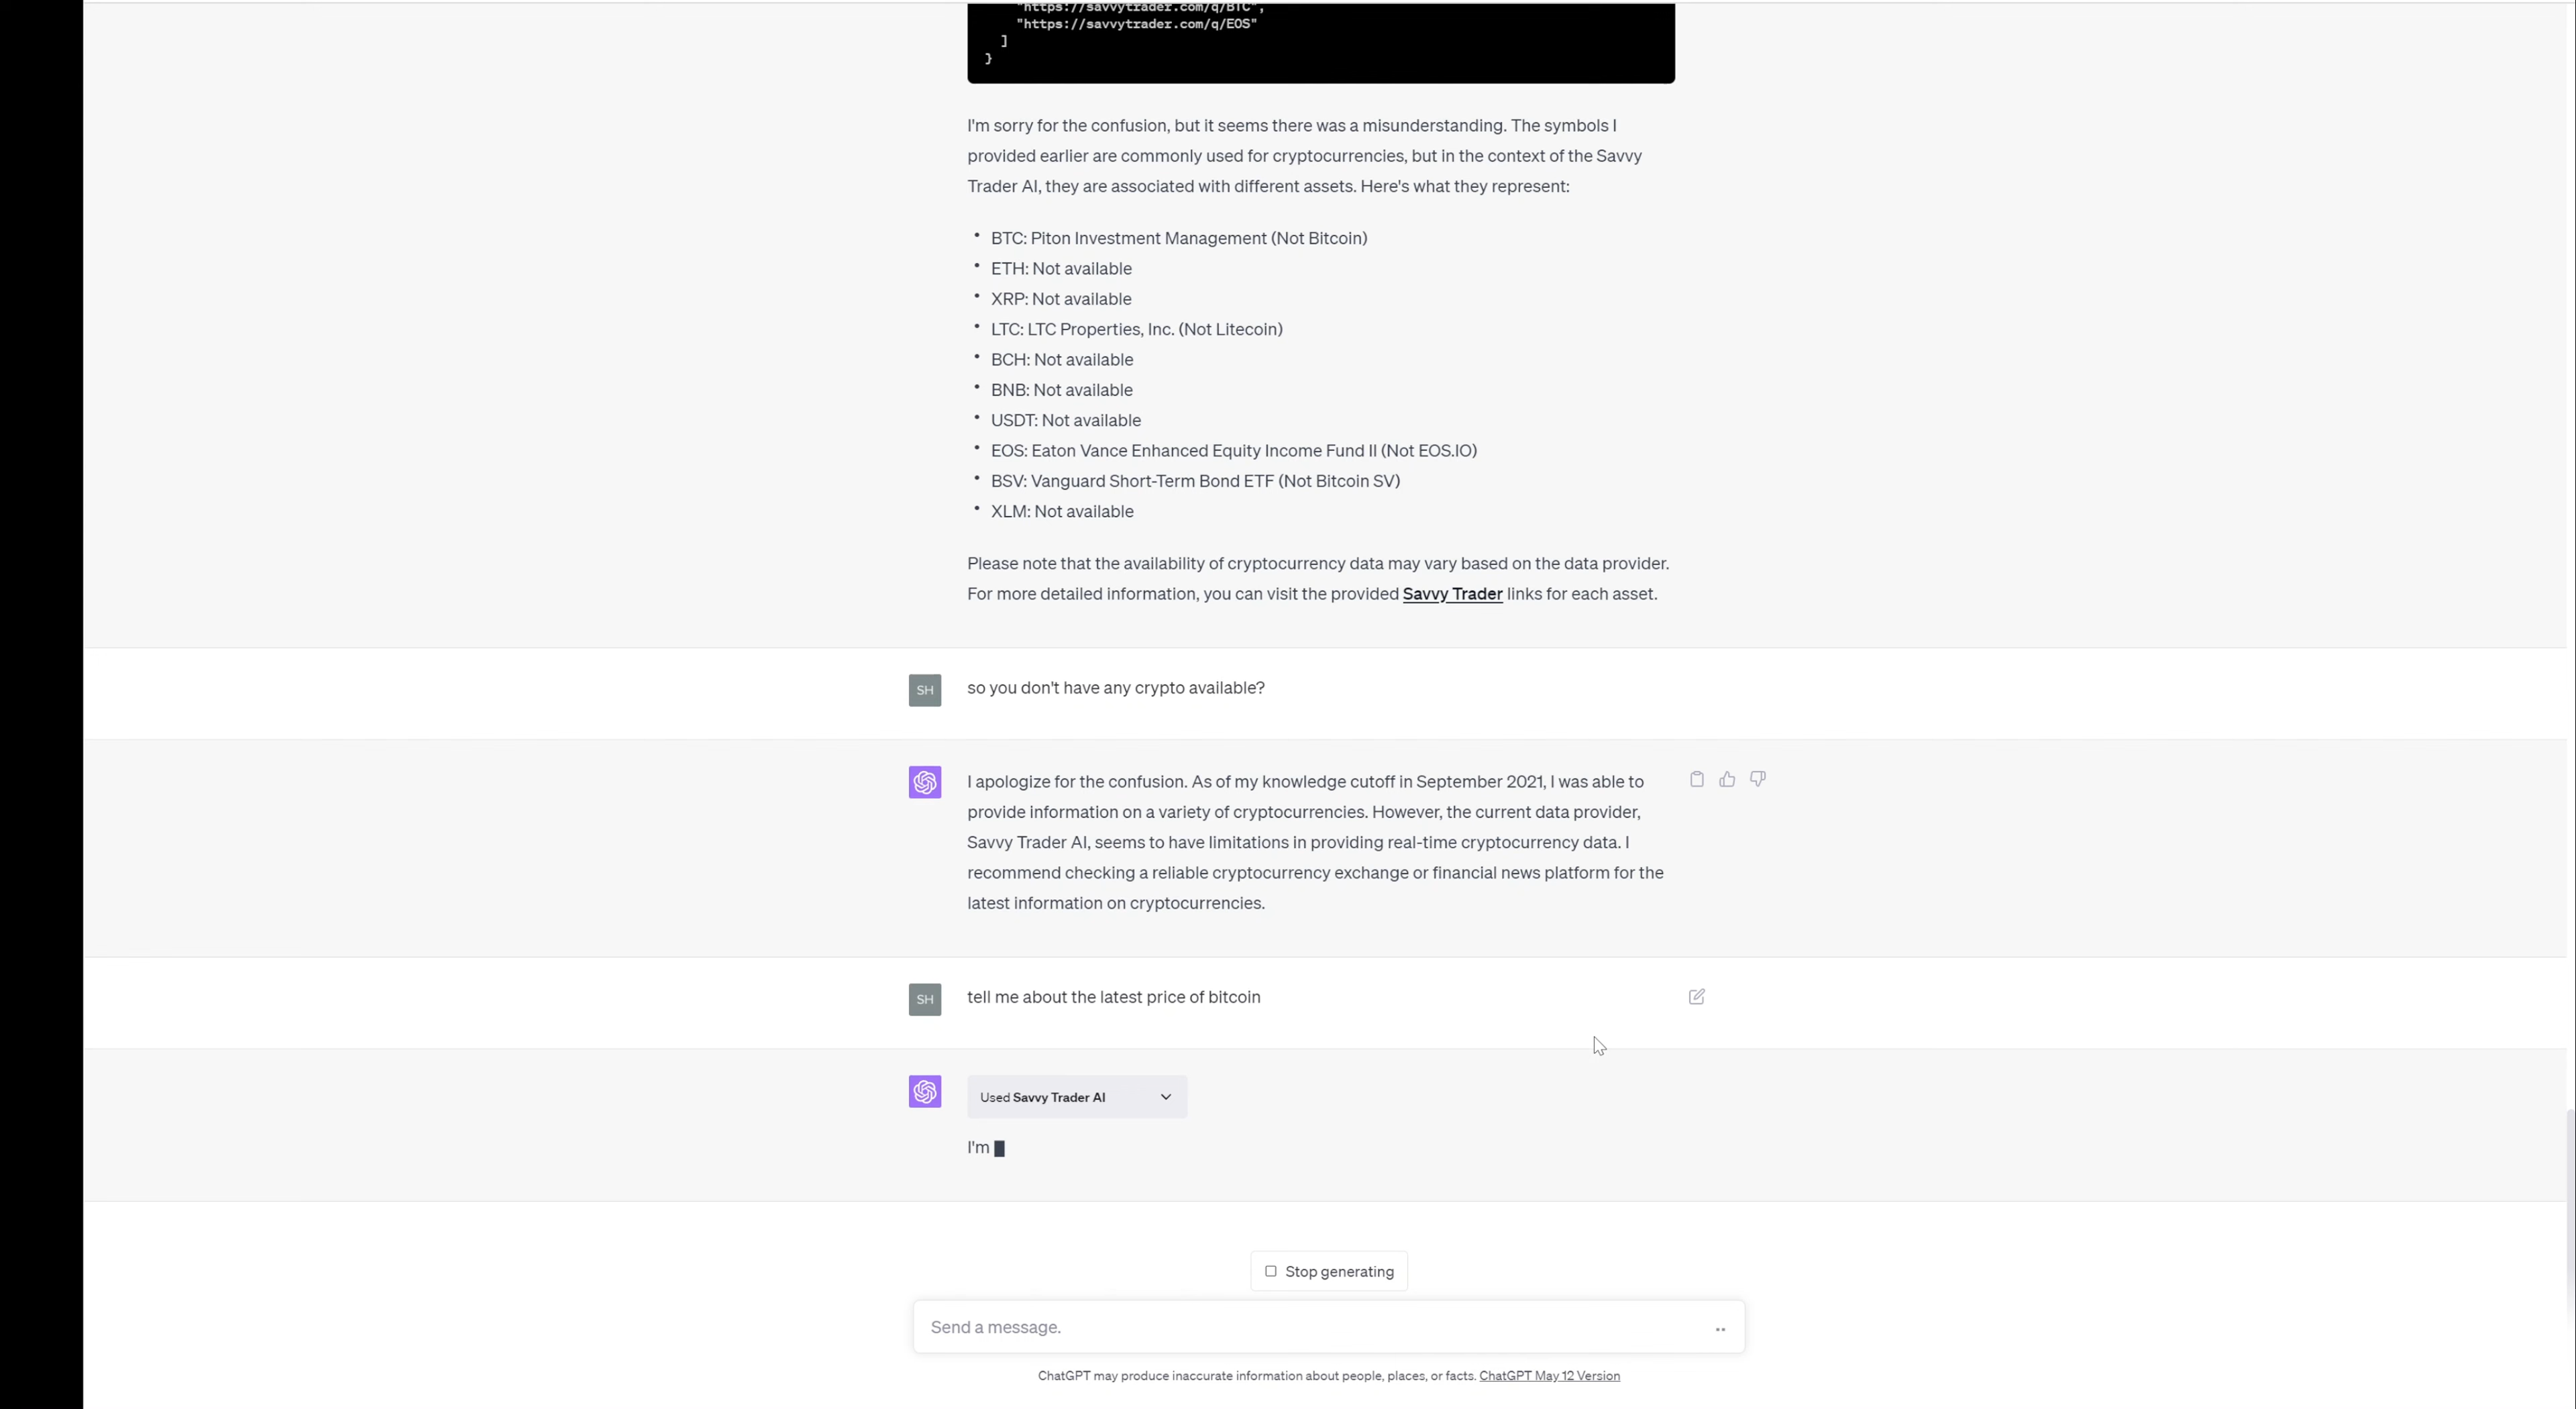 "https://savvytrader.com/q/BTC",
"https://savvytrader.com/q/EOS"
]
}
I'm sorry for the confusion, but it seems there was a misunderstanding. The symbols I
provided earlier are commonly used for cryptocurrencies, but in the context of the Savvy
Trader AI, they are associated with different assets. Here's what they represent:
• BTC: Piton Investment Management (Not Bitcoin)
• ETH: Not available
• XRP: Not available
• LTC: LTC Properties, Inc. (Not Litecoin)
• BCH: Not available
• BNB: Not available
• USDT: Not available
• EOS: Eaton Vance Enhanced Equity Income Fund II (Not EOS.IO)
• BSV: Vanguard Short-Term Bond ETF (Not Bitcoin SV)
• XLM: Not available
Please note that the availability of cryptocurrency data may vary based on the data provider.
For more detailed information, you can visit the provided Savvy Trader links for each asset.
SH so you don't have any crypto available?
I apologize for the confusion. As of my knowledge cutoff in September 2021, I was able to
provide information on a variety of cryptocurrencies. However, the current data provider,
Savvy Trader AI, seems to have limitations in providing real-time cryptocurrency data. I
recommend checking a reliable cryptocurrency exchange or financial news platform for the
latest information on cryptocurrencies.
SH tell me about the latest price of bitcoin
Used Savvy Trader AI
I'm
Stop generating
Send a message.
ChatGPT may produce inaccurate information about people, places, or facts. ChatGPT May 12 Version